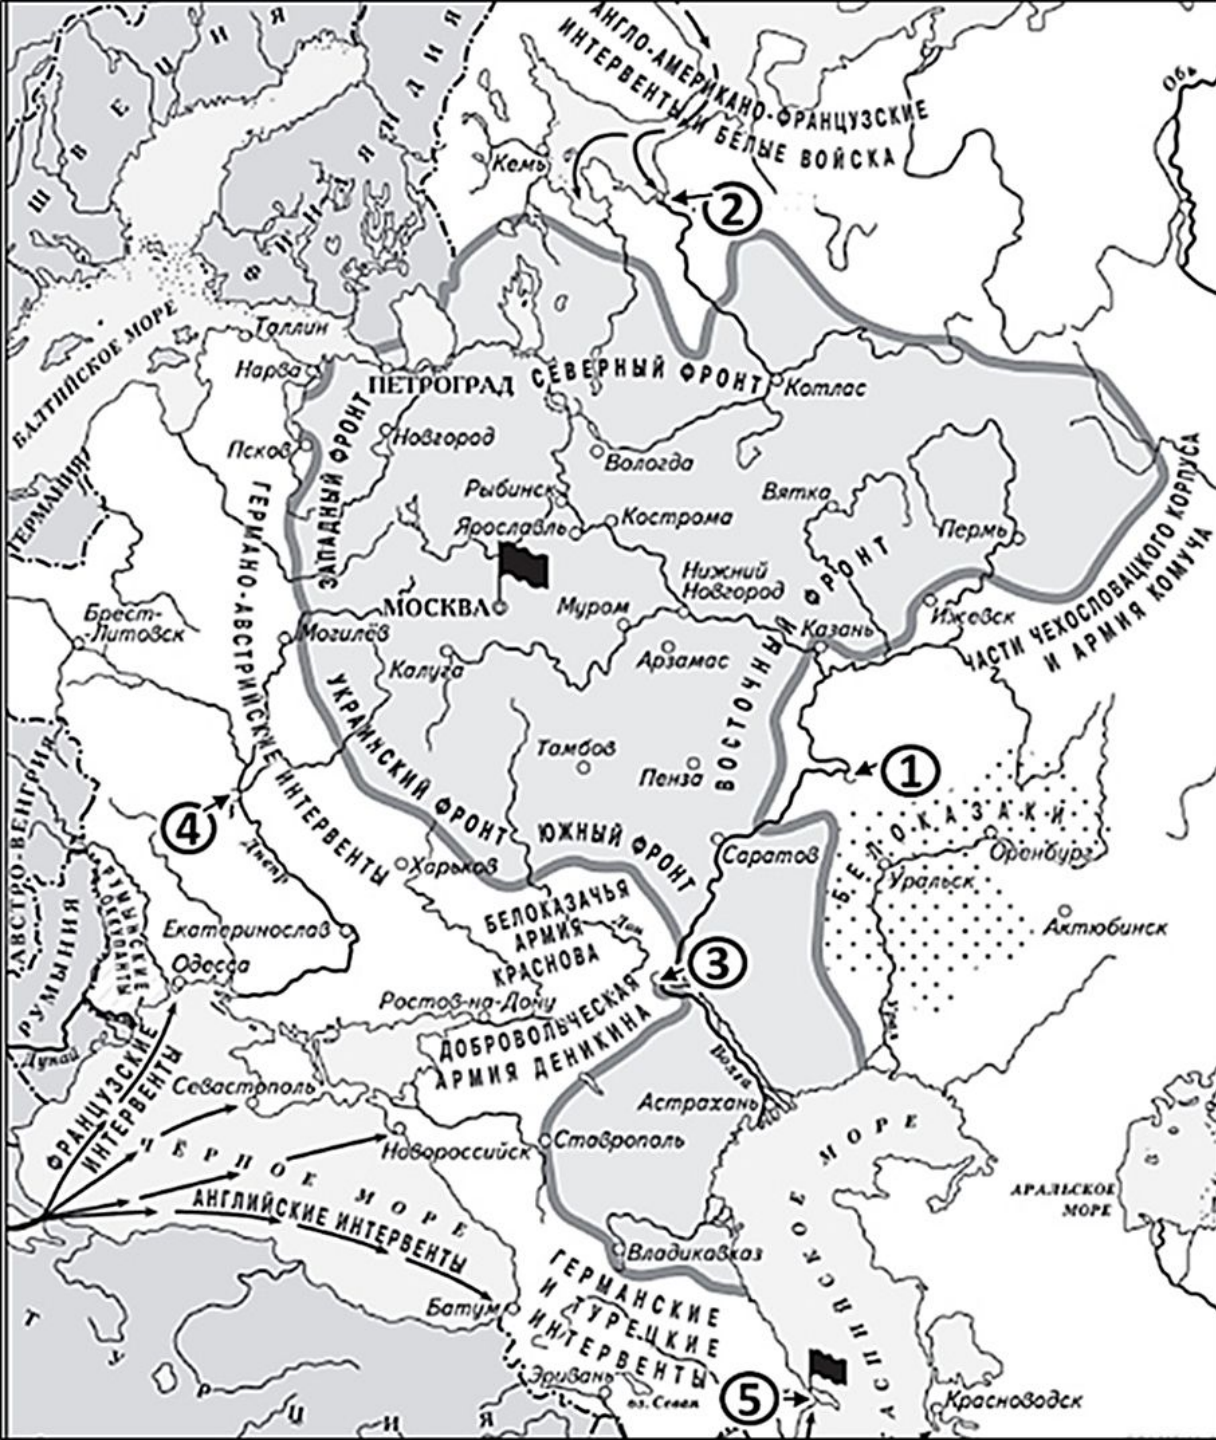 ШВЕЦИЯ
ФИНЛЯНДИЯ
АНГЛО-АМЕРИКАНО-ФРАНЦУЗСКИЕ
ИНТЕРВЕНТЫ И БЕЛЫЕ ВОЙСКА
Обь
Кемь
2
БАЛТИЙСКОЕ МОРЕ
Таллин
Нарва
ПЕТРОГРАД
СЕВЕРНЫЙ ФРОНТ
Котлас
Псков
Новгород
ЗАПАДНЫЙ ФРОНТ
Вологда
Рыбинск
Вятка
Ярославль
Кострома
Пермь
ГЕРМАНИЯ
ГЕРМАНО-АВСТРИЙСКИЕ ИНТЕРВЕНТЫ
Нижний
Новгород
МОСКВА
Муром
ВОСТОЧНЫЙ ФРОНТ
Ижевск
ЧАСТИ ЧЕХОСЛОВАЦКОГО КОРПУСА
И АРМИЯ КОМУЧА
Брест-
-Литовск
Могилёв
Казань
Калуга
Арзамас
УКРАИНСКИЙ ФРОНТ
Тамбов
Пенза
1
АВСТРО-ВЕНГРИЯ
4
Днепр
ЮЖНЫЙ ФРОНТ
Саратов
БЕЛОКАЗАКИ
Оренбург
Харьков
Уральск
РУМЫНСКИЕ
ОККУПАНТЫ
БЕЛОКАЗАЧЬЯ
АРМИЯ
КРАСНОВА
Дон
Актюбинск
Екатеринослав
РУМЫНИЯ
Одесса
3
Ростов-на-Дону
ДОБРОВОЛЬЧЕСКАЯ
АРМИЯ ДЕНИКИНА
Урал
Дунай
Волга
ФРАНЦУЗСКИЕ
ИНТЕРВЕНТЫ
Севастополь
Астрахань
ЧЁРНОЕ МОРЕ
Новороссийск
Ставрополь
КАСПИЙСКОЕ МОРЕ
АРАЛЬСКОЕ
МОРЕ
АНГЛИЙСКИЕ ИНТЕРВЕНТЫ
Владикавказ
ГЕРМАНСКИЕ
И ТУРЕЦКИЕ
ИНТЕРВЕНТЫ
Батум
ТУРЦИЯ
Эривань
оз. Севан
5
Красноводск